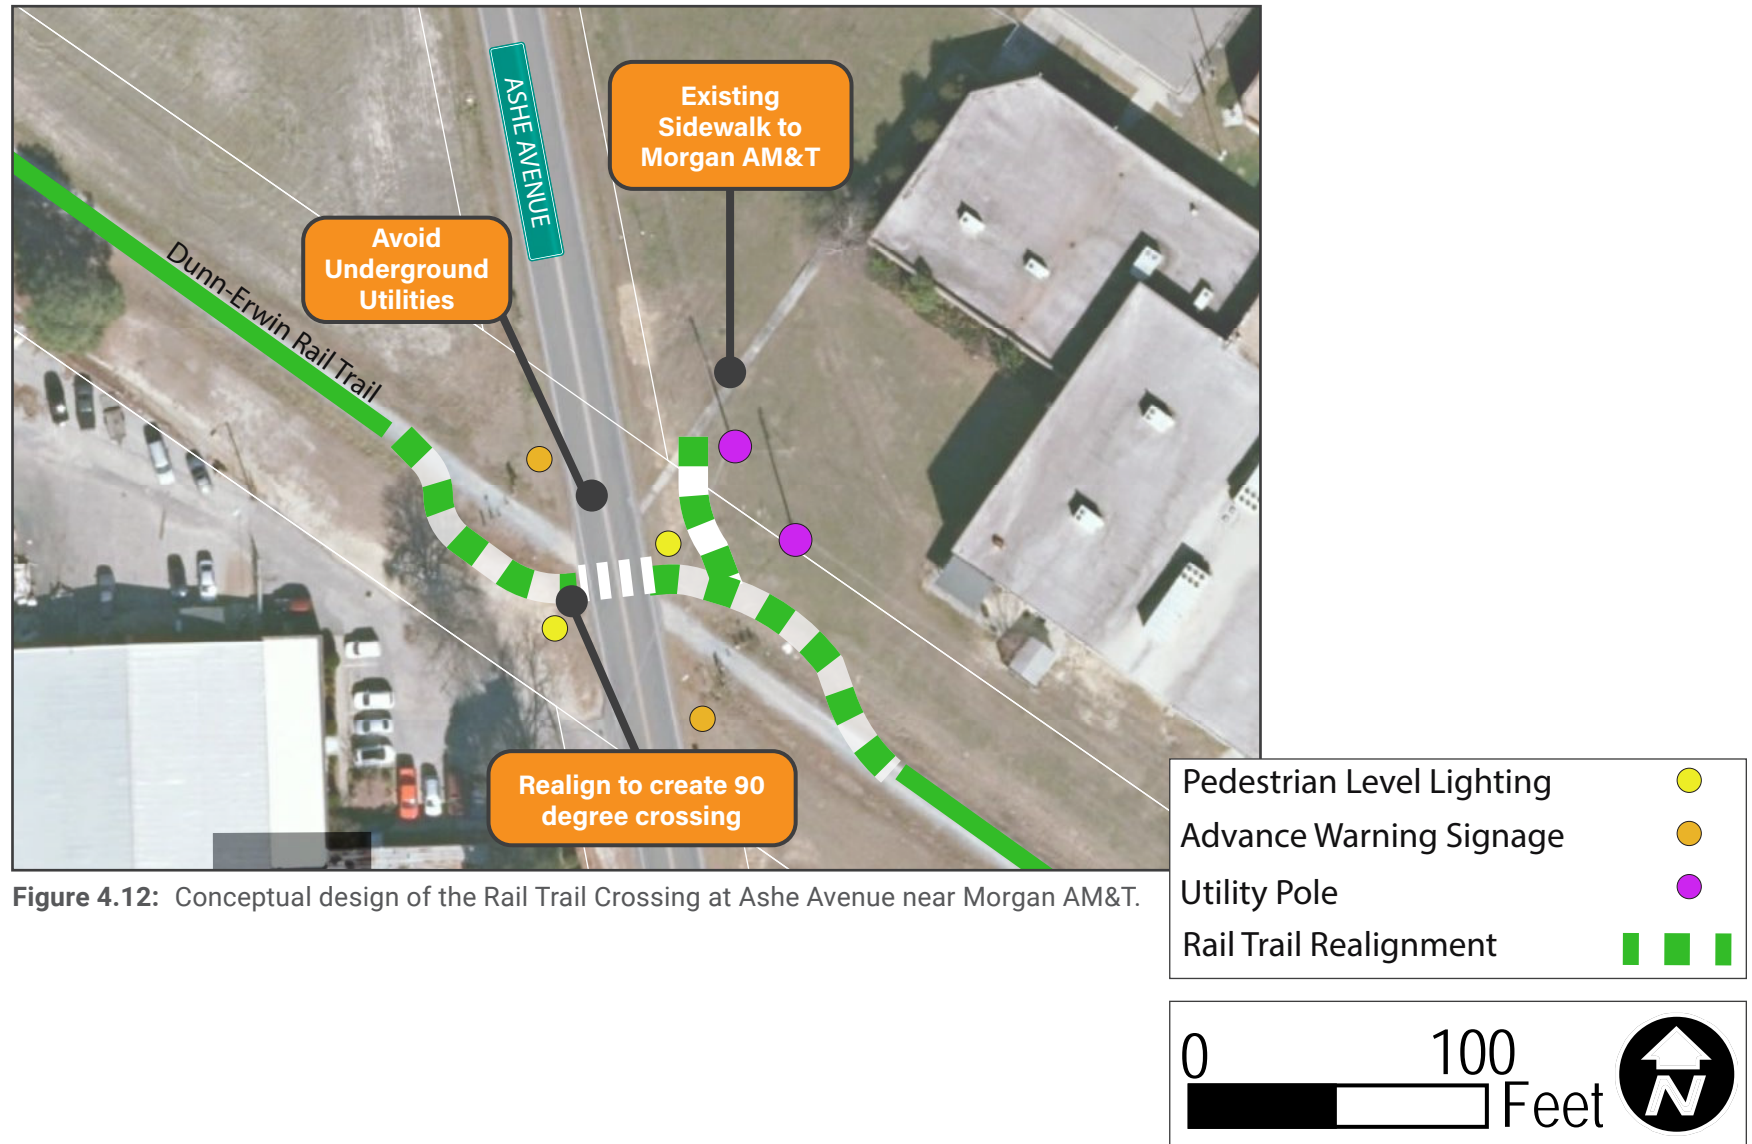 ASHE AVENUE
Existing
Sidewalk to
Morgan AM&T
Avoid
Underground
Utilities
Dunn-Erwin Rail Trail
Realign to create 90
degree crossing
Pedestrian Level Lighting
Advance Warning Signage
Utility Pole
Rail Trail Realignment
Figure 4.12: Conceptual design of the Rail Trail Crossing at Ashe Avenue near Morgan AM&T.
0 100
Feet
N